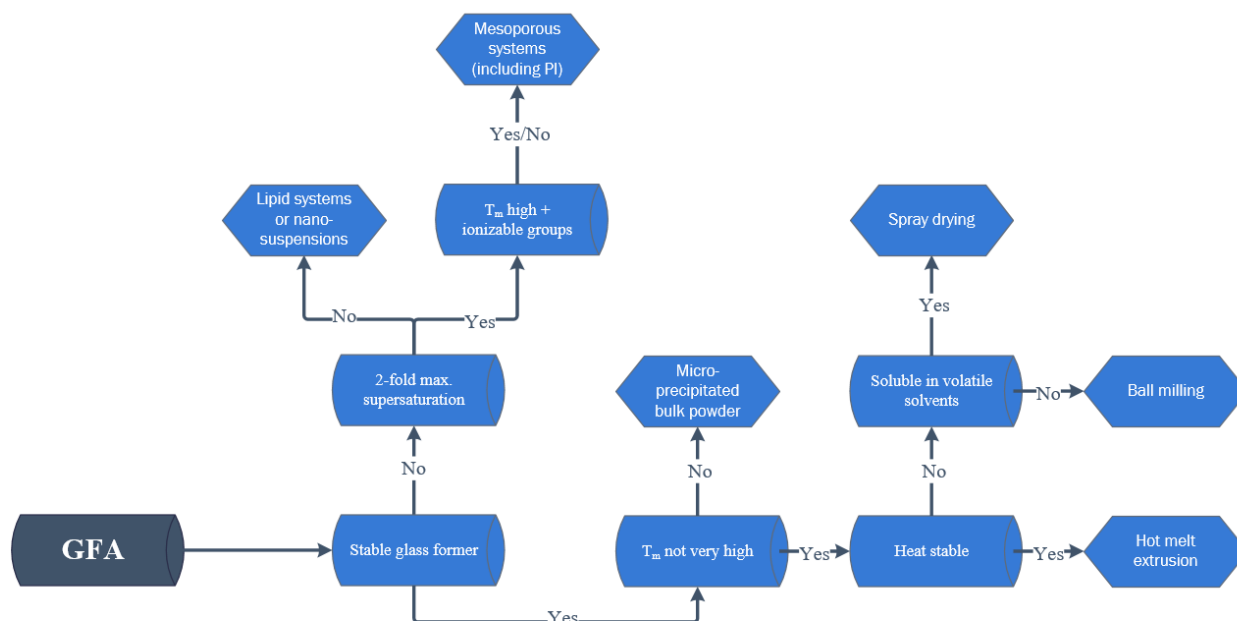 Mesoporous
systems
(including PI)
Yes/No
Lipid systems
or nano-
suspensions
Tm high +
ionizable groups
Spray drying
No
Yes
Yes
2-fold max.
supersaturation
Micro-
precipitated
bulk powder
Soluble in volatile
solvents
No
Ball milling
No
No
No
GFA
Stable glass former
Tm not very high
Yes
Heat stable
Yes
Hot melt
extrusion
Yes